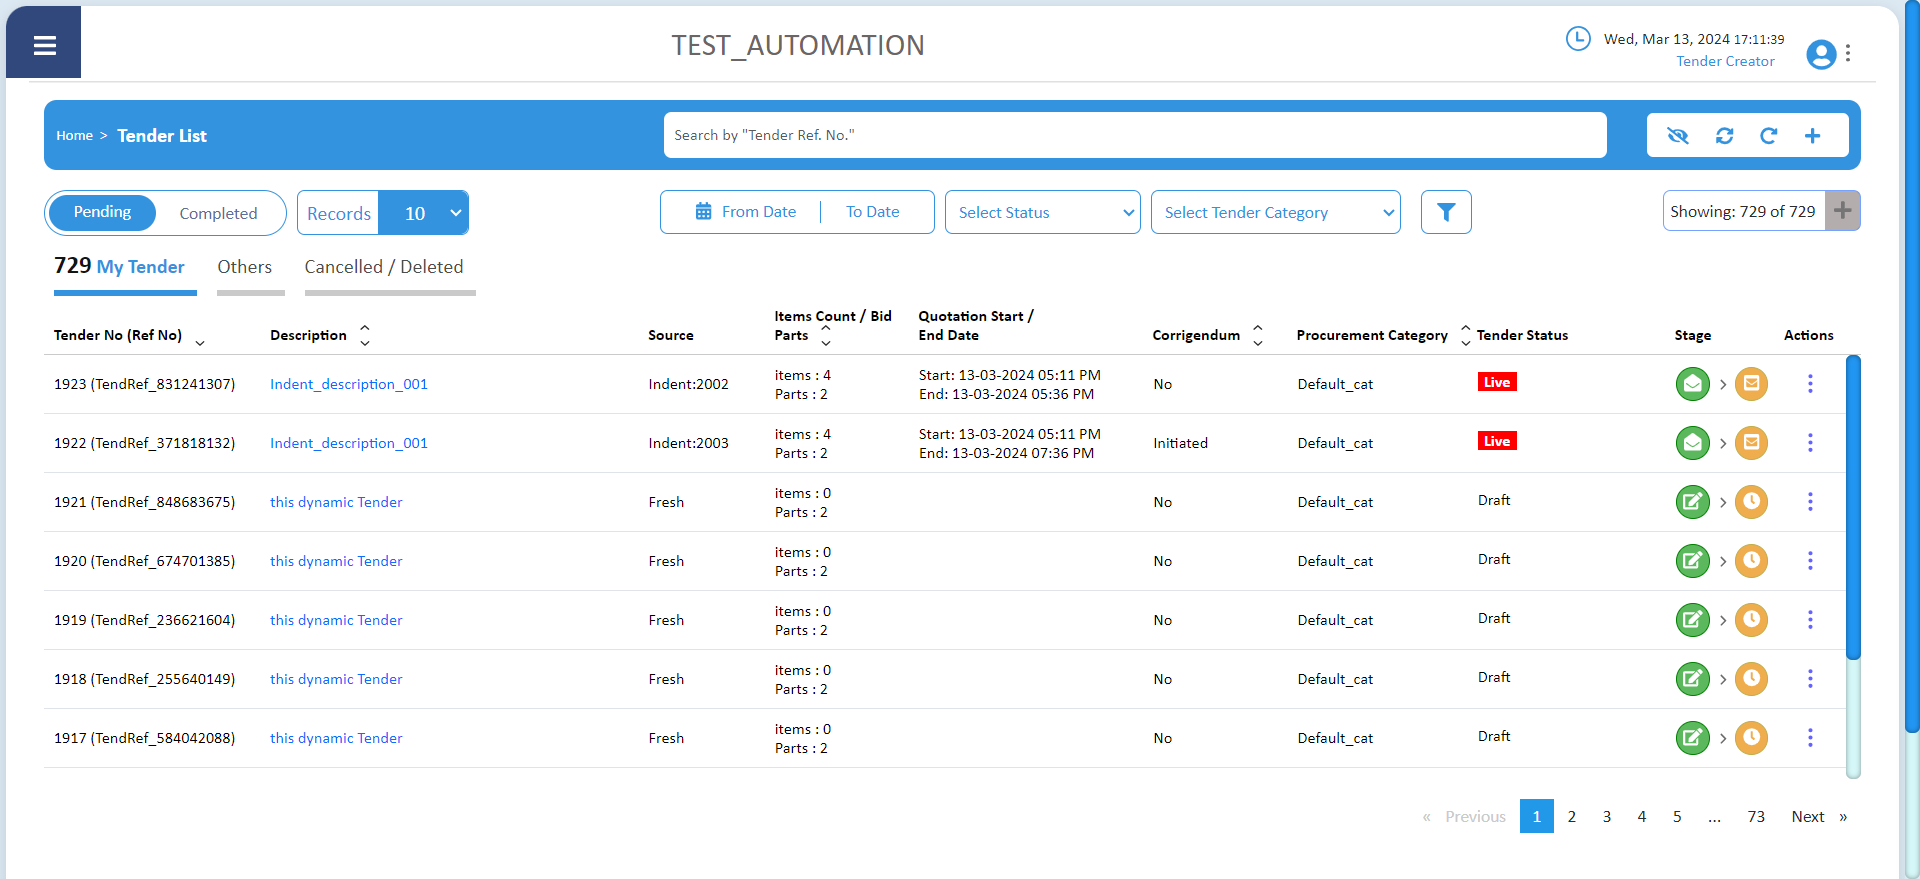 TEST_AUTOMATION
Wed, Mar 13, 2024 17:11:39
Tender Creator
Home > Tender List
Search by "Tender Ref. No."
Pending Completed
Records 10
From Date To Date
Select Status
Select Tender Category
Showing: 729 of 729
729 My Tender Others Cancelled / Deleted
Tender No (Ref No) Description Source Items Count / Bid Parts Quotation Start / End Date Corrigendum Procurement Category Tender Status Stage Actions
1923 (TendRef_831241307) Indent_description_001 Indent:2002 items : 4 Parts : 2 Start: 13-03-2024 05:11 PM End: 13-03-2024 05:36 PM No Default_cat Live
1922 (TendRef_371818132) Indent_description_001 Indent:2003 items : 4 Parts : 2 Start: 13-03-2024 05:11 PM End: 13-03-2024 07:36 PM Initiated Default_cat Live
1921 (TendRef_848683675) this dynamic Tender Fresh items : 0 Parts : 2 No Default_cat Draft
1920 (TendRef_674701385) this dynamic Tender Fresh items : 0 Parts : 2 No Default_cat Draft
1919 (TendRef_236621604) this dynamic Tender Fresh items : 0 Parts : 2 No Default_cat Draft
1918 (TendRef_255640149) this dynamic Tender Fresh items : 0 Parts : 2 No Default_cat Draft
1917 (TendRef_584042088) this dynamic Tender Fresh items : 0 Parts : 2 No Default_cat Draft
« Previous 1 2 3 4 5 ... 73 Next »